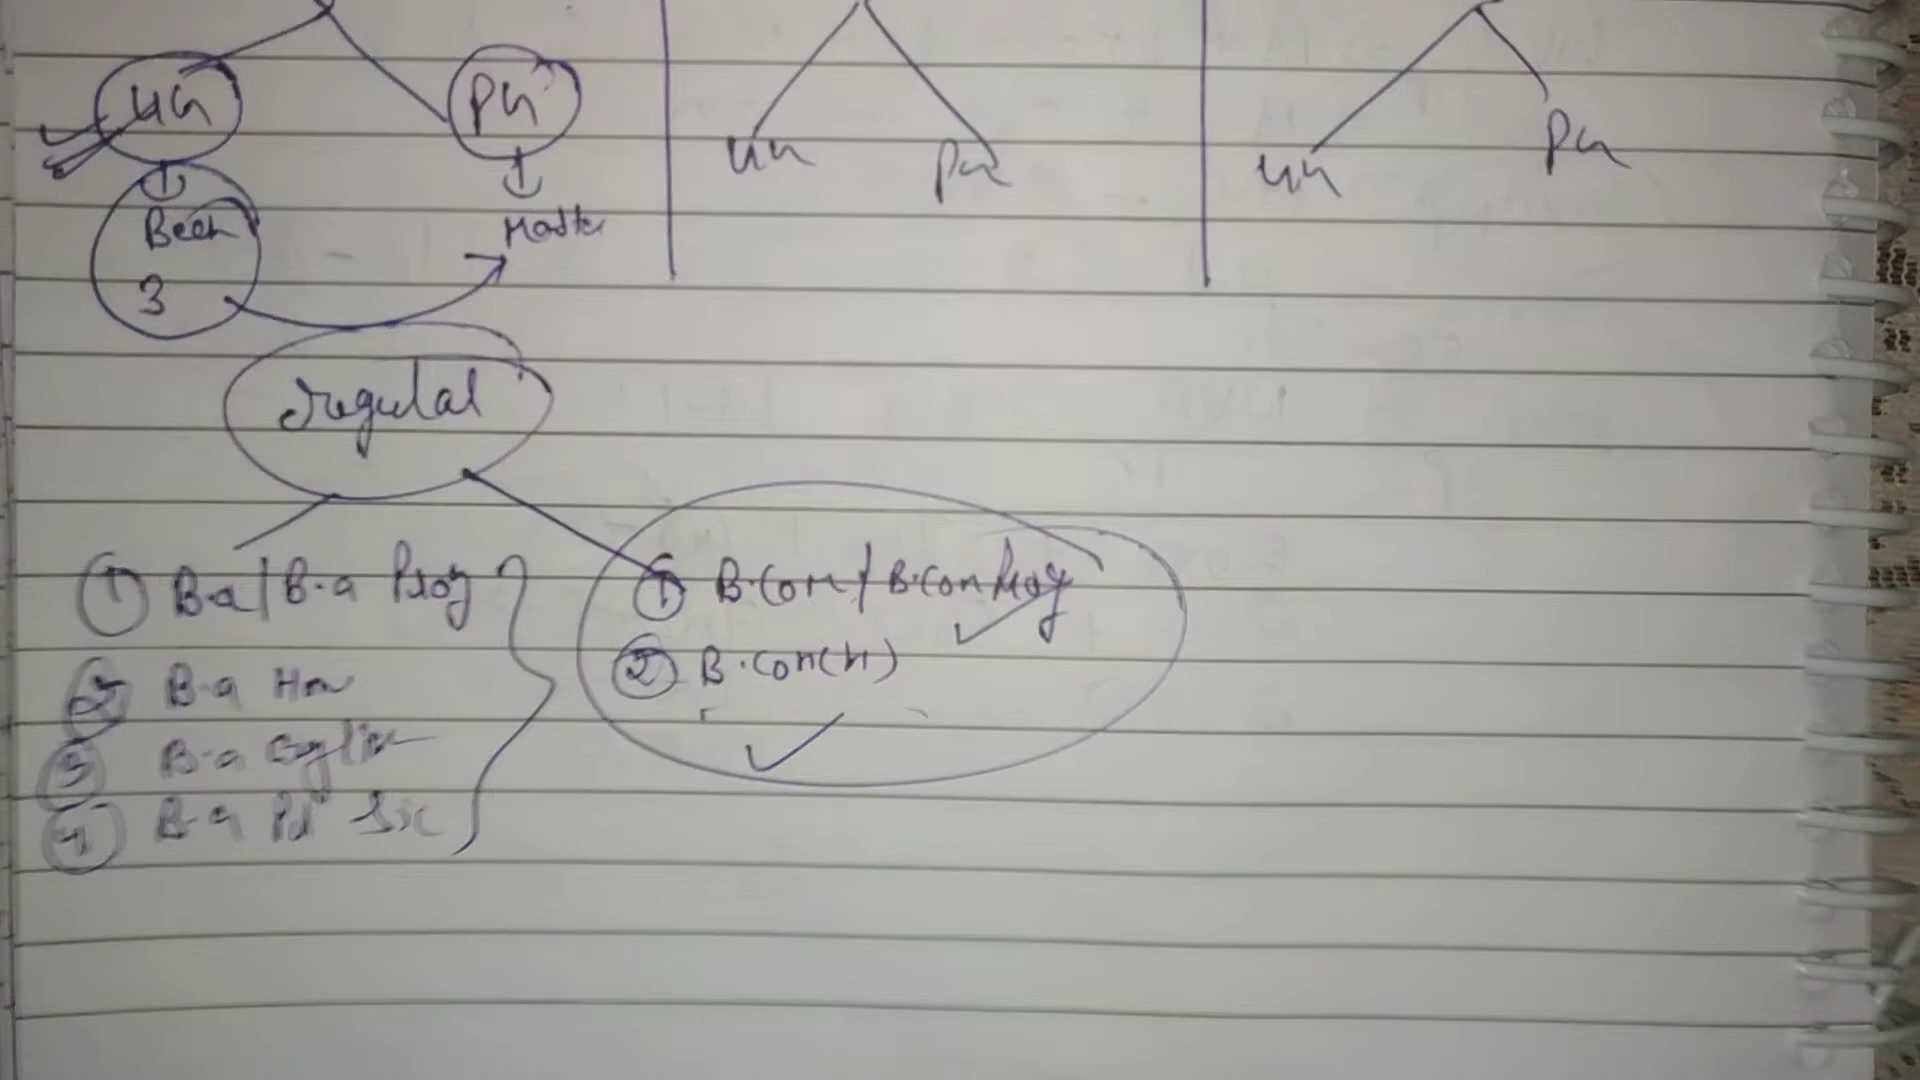 UG PG
UG PG
UG PG
Bech Master
3
regular
① B.a/B.a Prog
② B.a Hon
③ B.a English
④ B.a Pol Sic
① B.Com/B.Com Prog
② B.Com(H)